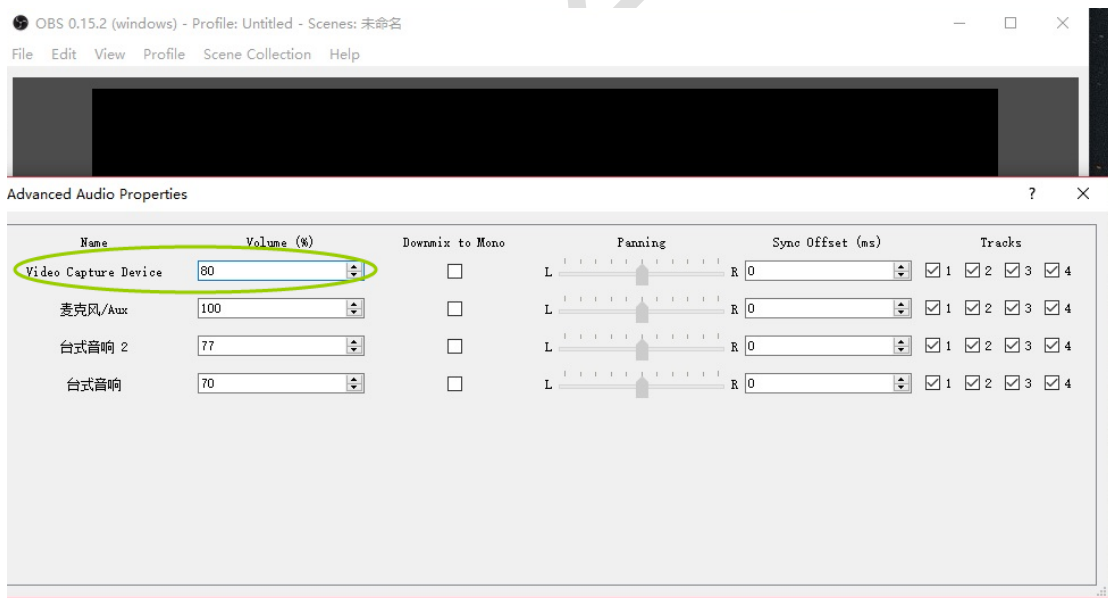 OBS 0.15.2 (windows) - Profile: Untitled - Scenes: 未命名
File Edit View Profile Scene Collection Help
Advanced Audio Properties
Name Volume (%) Downmix to Mono Panning Sync Offset (ms) Tracks
Video Capture Device 80 L R 0 1 2 3 4
麦克风/Aux 100 L R 0 1 2 3 4
台式音响 2 77 L R 0 1 2 3 4
台式音响 70 L R 0 1 2 3 4